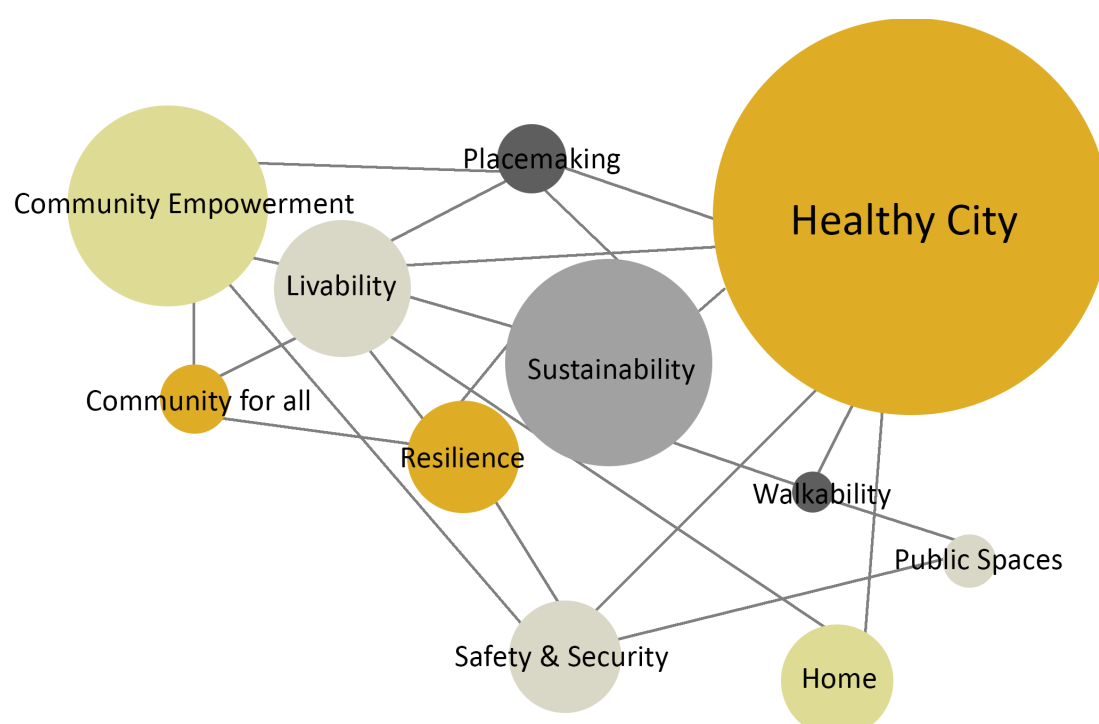 Placemaking
Community Empowerment
Healthy City
Livability
Sustainability
Community for all
Resilience
Walkability
Public Spaces
Safety & Security
Home